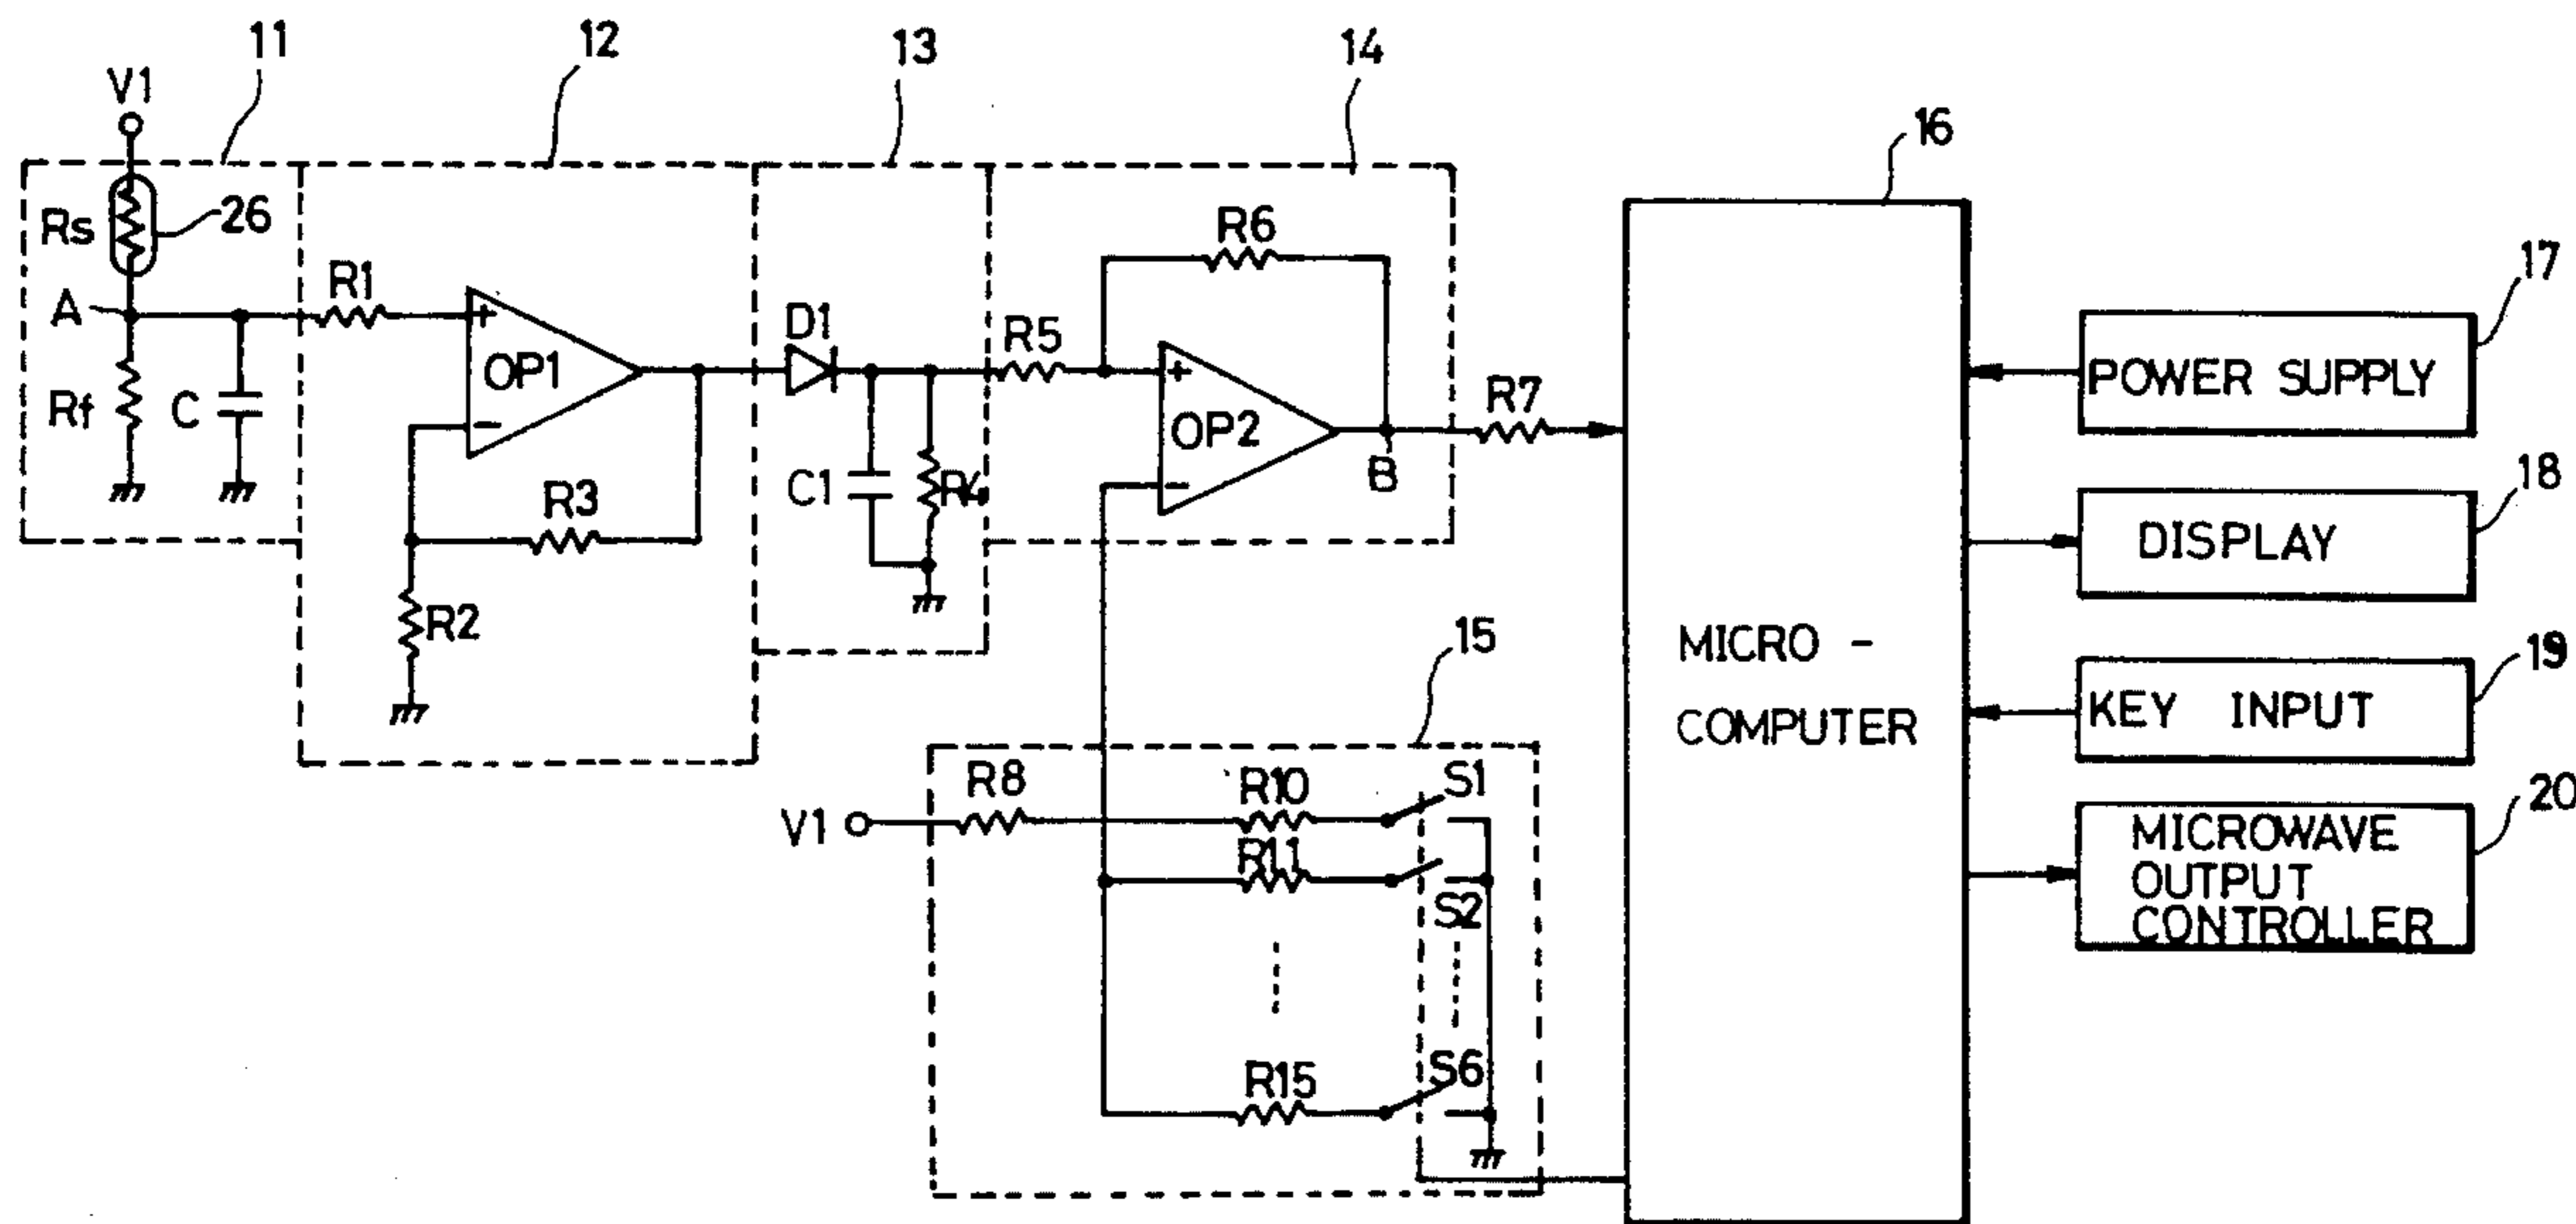 11
12
13
14
V1
16
Rs
26
R6
17
A
R1
D1
R5
+
OP1
+
R7
POWER SUPPLY
Rf
C
-
OP2
B
18
C1
R4
-
R3
DISPLAY
R2
15
MICRO -
19
COMPUTER
KEY INPUT
R8
R10
S1
20
V1
MICROWAVE
R11
OUTPUT
S2
CONTROLLER
S6
R15